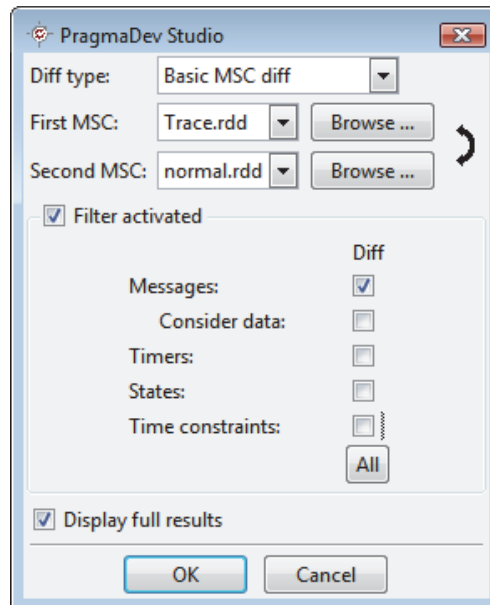 PragmaDev Studio
Diff type: Basic MSC diff
First MSC: Trace.rdd Browse ...
Second MSC: normal.rdd Browse ...
Filter activated
Diff
Messages:
Consider data:
Timers:
States:
Time constraints:
All
Display full results
OK Cancel